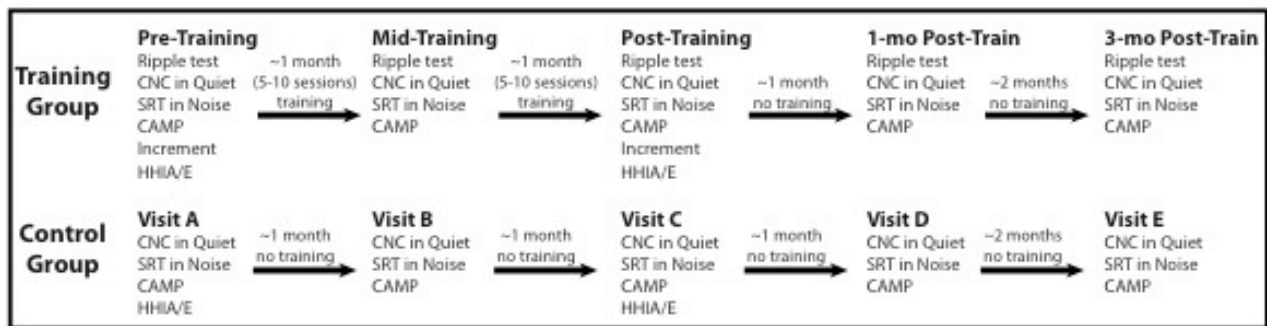 Pre-Training Mid-Training Post-Training 1-mo Post-Train 3-mo Post-Train
Training Group
Ripple test ~1 month Ripple test ~1 month Ripple test Ripple test Ripple test
CNC in Quiet (5-10 sessions) CNC in Quiet (5-10 sessions) CNC in Quiet ~1 month CNC in Quiet ~2 months CNC in Quiet
SRT in Noise training SRT in Noise training SRT in Noise no training SRT in Noise no training SRT in Noise
CAMP CAMP CAMP CAMP CAMP
Increment Increment
HHIA/E HHIA/E
Visit A Visit B Visit C Visit D Visit E
Control Group
CNC in Quiet ~1 month CNC in Quiet ~1 month CNC in Quiet ~1 month CNC in Quiet ~2 months CNC in Quiet
SRT in Noise no training SRT in Noise no training SRT in Noise no training SRT in Noise no training SRT in Noise
CAMP CAMP CAMP CAMP CAMP
HHIA/E HHIA/E